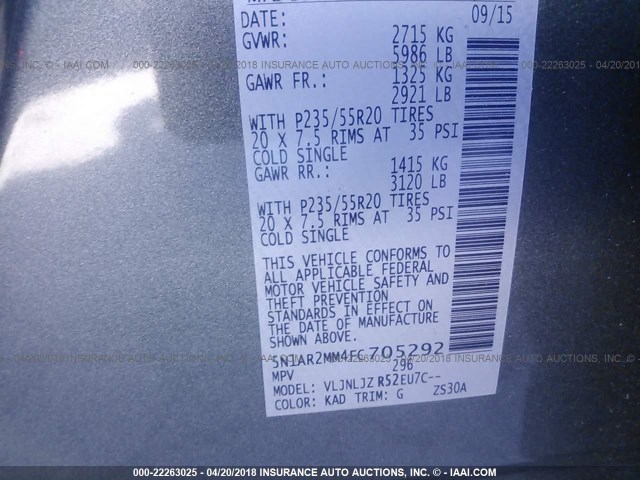 DATE: 09/15
GVWR: 2715 KG
5986 LB
GAWR FR.: 1325 KG
2921 LB
WITH P235/55R20 TIRES
20 X 7.5 RIMS AT 35 PSI
COLD SINGLE
GAWR RR.: 1415 KG
3120 LB
WITH P235/55R20 TIRES
20 X 7.5 RIMS AT 35 PSI
COLD SINGLE
THIS VEHICLE CONFORMS TO
ALL APPLICABLE FEDERAL
MOTOR VEHICLE SAFETY AND
THEFT PREVENTION
STANDARDS IN EFFECT ON
THE DATE OF MANUFACTURE
SHOWN ABOVE.
5N1AR2MM4FC705292
MPV 296
MODEL: VLJNLJZ R52EU7C--
COLOR: KAD TRIM: G ZS30A
000-22263025 - 04/20/2018 INSURANCE AUTO AUCTIONS, INC. - © IAAI.COM